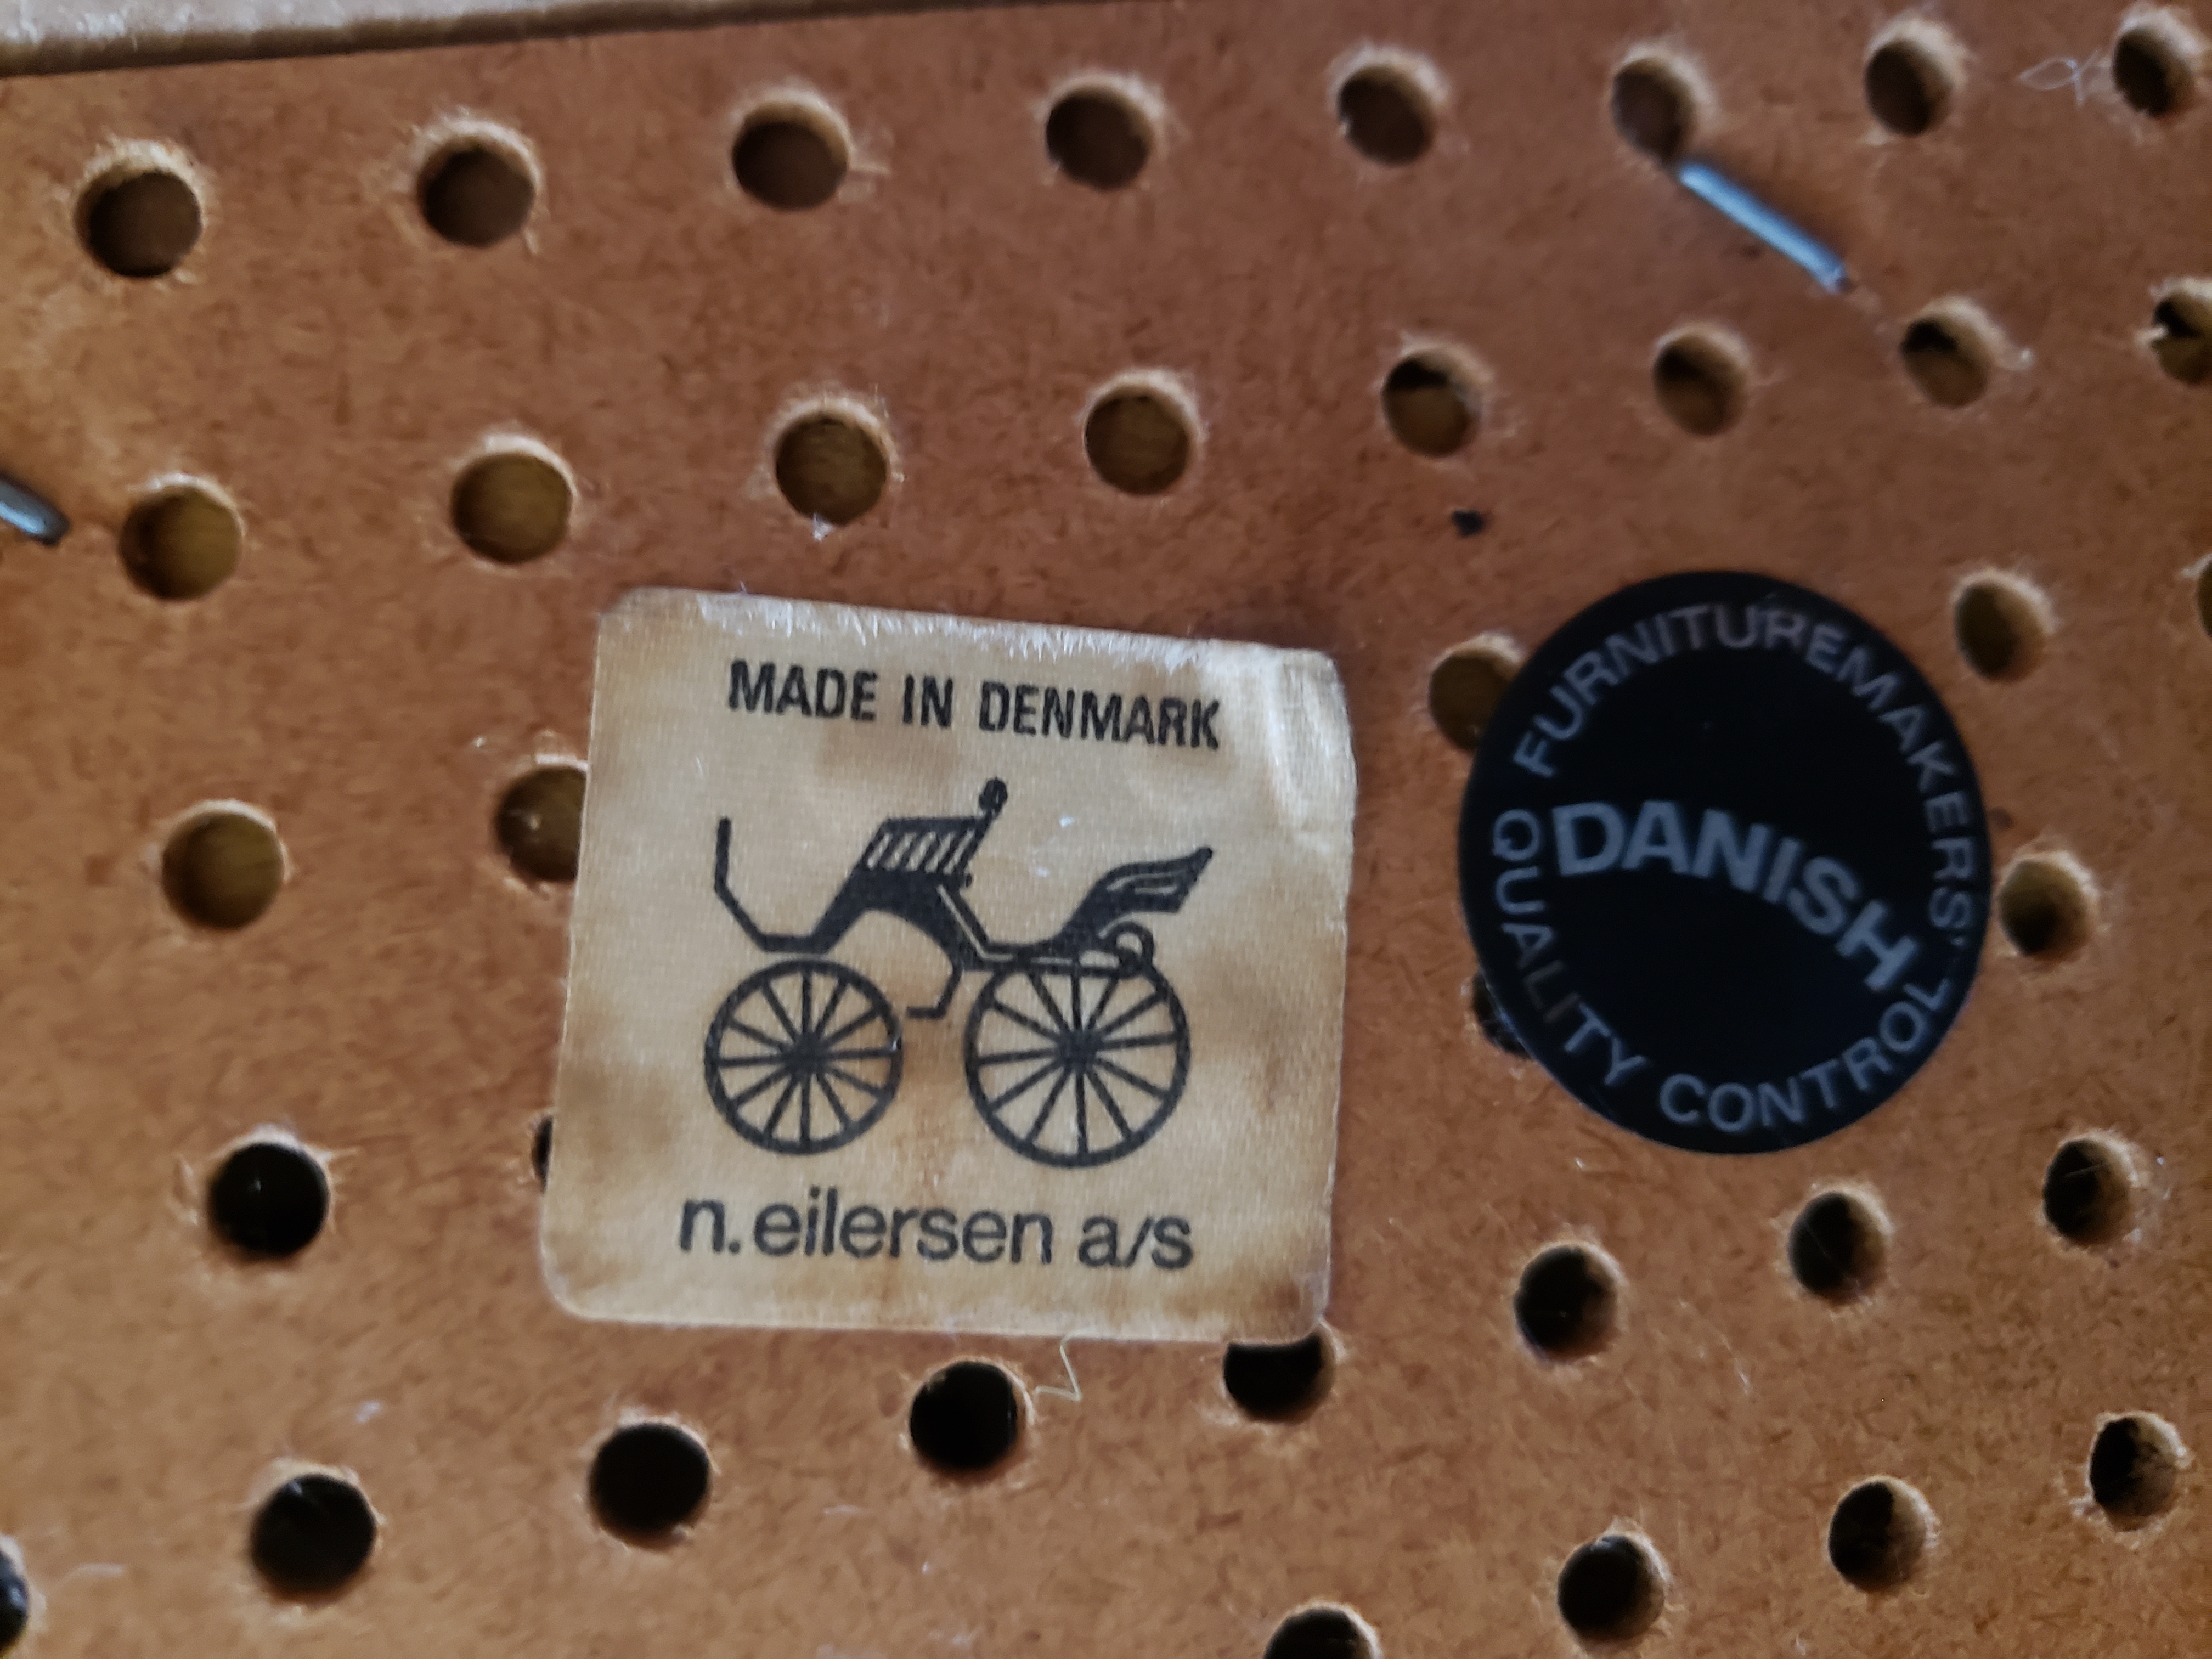 MADE IN DENMARK
n. eilersen a/s
FURNITUREMAKERS'
DANISH
QUALITY CONTROL